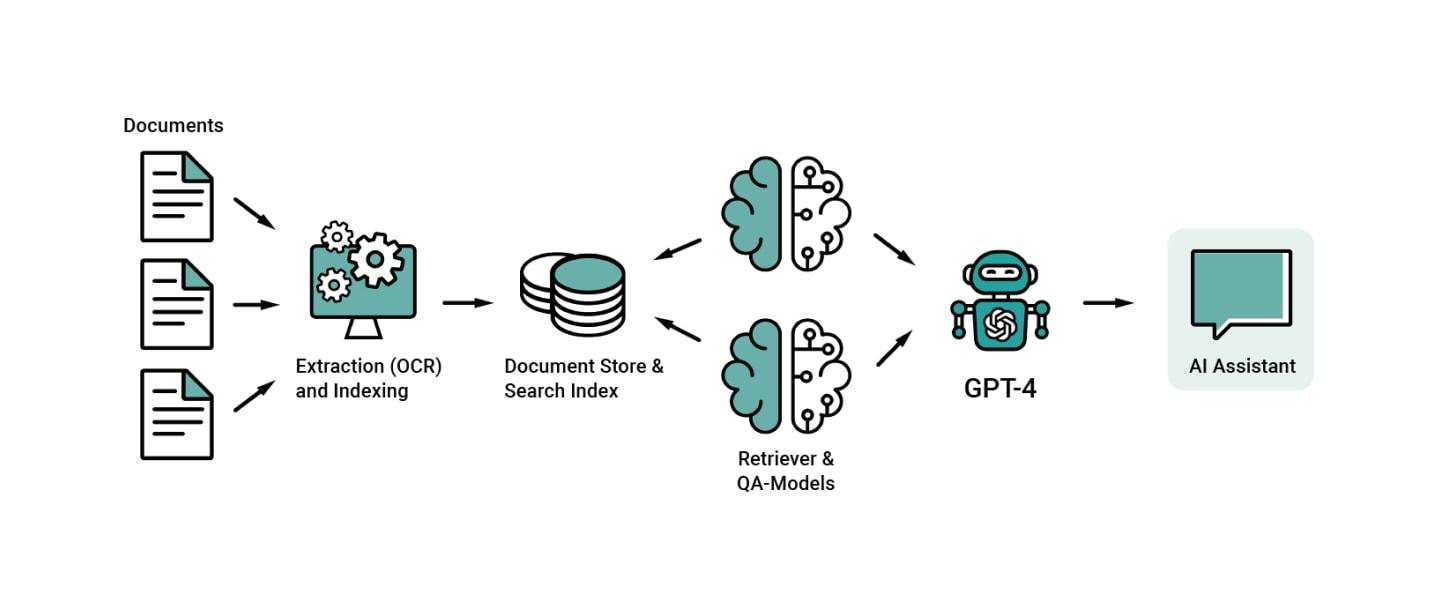 Documents
Extraction (OCR)
and Indexing
Document Store &
Search Index
Retriever &
QA-Models
GPT-4
AI Assistant